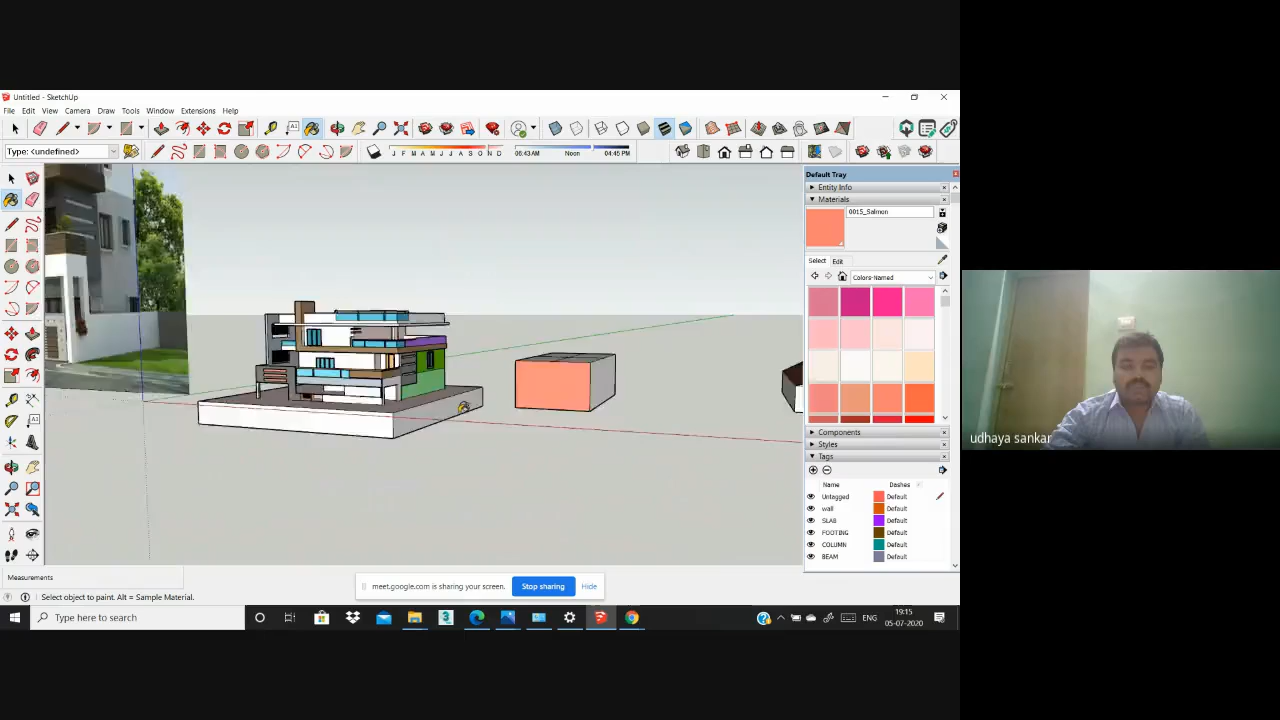 Untitled - SketchUp
File Edit View Camera Draw Tools Window Extensions Help
Type: <undefined>
J F M A M J J A S O N D
06:43 AM Noon 04:45 PM
Default Tray
Entity Info
Materials
0015_Salmon
Select Edit
Colors-Named
Components
Styles
Tags
Name Dashes
Untagged Default
wall Default
SLAB Default
FOOTING Default
COLUMN Default
BEAM Default
udhaya sankar
Measurements
meet.google.com is sharing your screen. Stop sharing Hide
Select object to paint. Alt = Sample Material.
Type here to search
ENG
19:15
05-07-2020